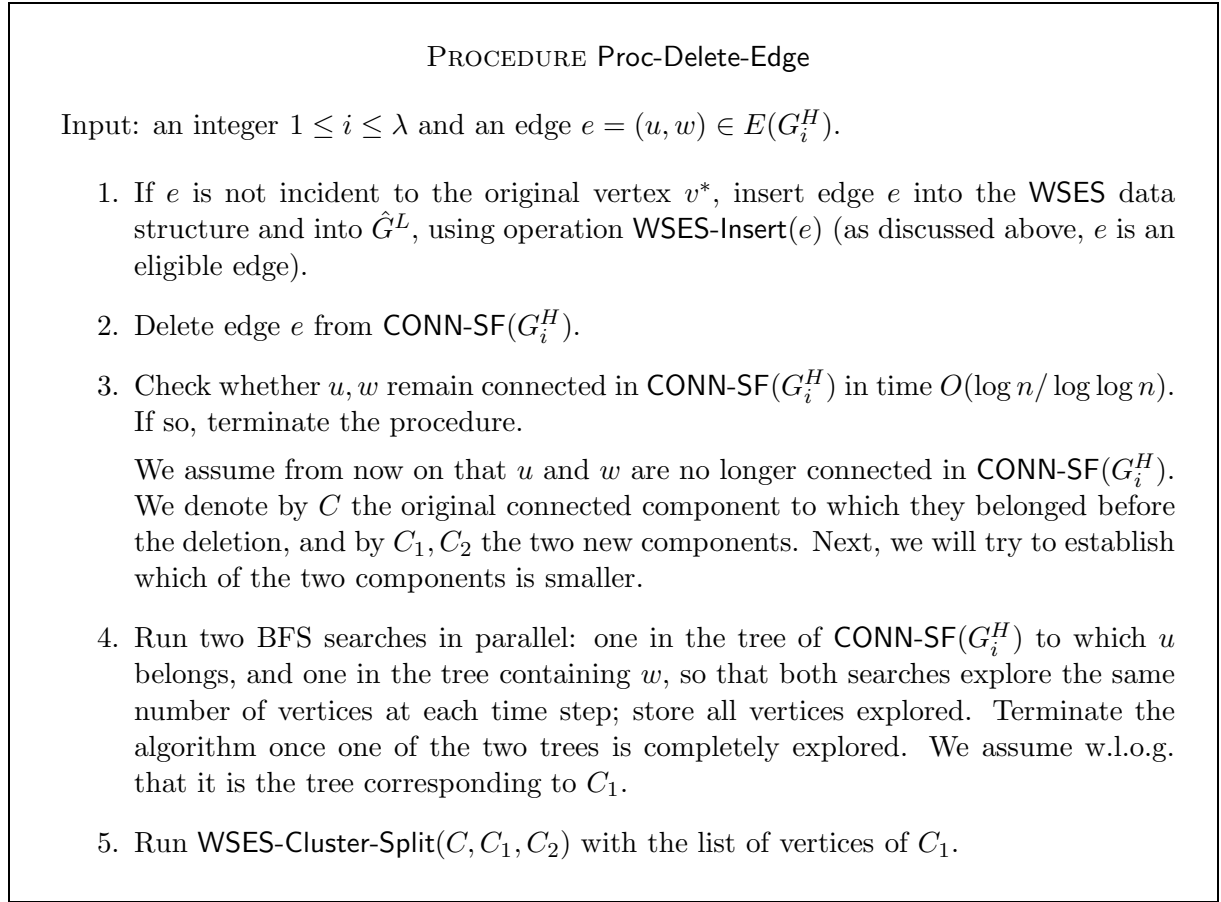 PROCEDURE Proc-Delete-Edge
Input: an integer 1 ≤ i ≤ λ and an edge e = (u, w) ∈ E(G_i^H).
1. If e is not incident to the original vertex v*, insert edge e into the WSES data
structure and into Ĝ^L, using operation WSES-Insert(e) (as discussed above, e is an
eligible edge).
2. Delete edge e from CONN-SF(G_i^H).
3. Check whether u, w remain connected in CONN-SF(G_i^H) in time O(log n/ log log n).
If so, terminate the procedure.
We assume from now on that u and w are no longer connected in CONN-SF(G_i^H).
We denote by C the original connected component to which they belonged before
the deletion, and by C_1, C_2 the two new components. Next, we will try to establish
which of the two components is smaller.
4. Run two BFS searches in parallel: one in the tree of CONN-SF(G_i^H) to which u
belongs, and one in the tree containing w, so that both searches explore the same
number of vertices at each time step; store all vertices explored. Terminate the
algorithm once one of the two trees is completely explored. We assume w.l.o.g.
that it is the tree corresponding to C_1.
5. Run WSES-Cluster-Split(C, C_1, C_2) with the list of vertices of C_1.